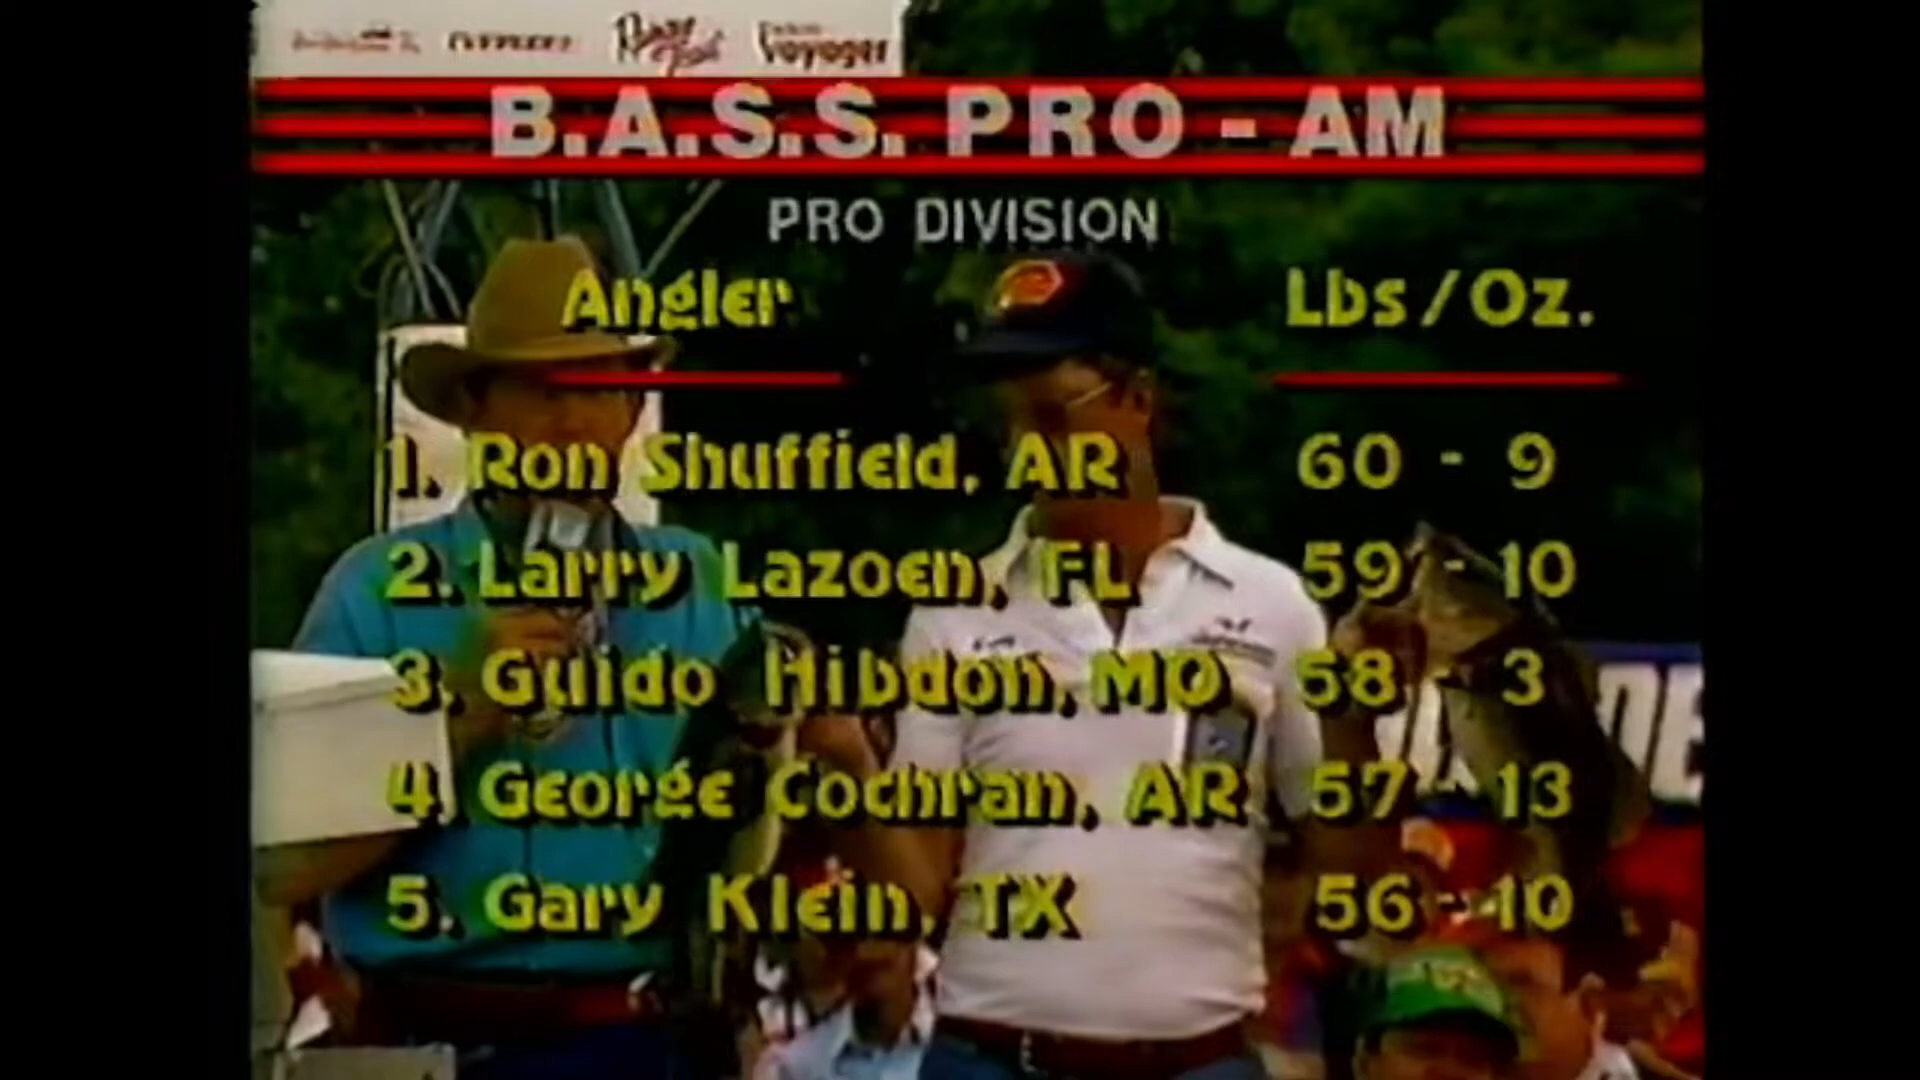 Voyager
B.A.S.S. PRO - AM
PRO DIVISION
Angler Lbs/Oz.
1. Ron Shuffield, AR 60 - 9
2. Larry Lazoen, FL 59 - 10
3. Guido Hibdon, MO 58 - 3
4. George Cochran, AR 57 - 13
5. Gary Klein, TX 56 - 10